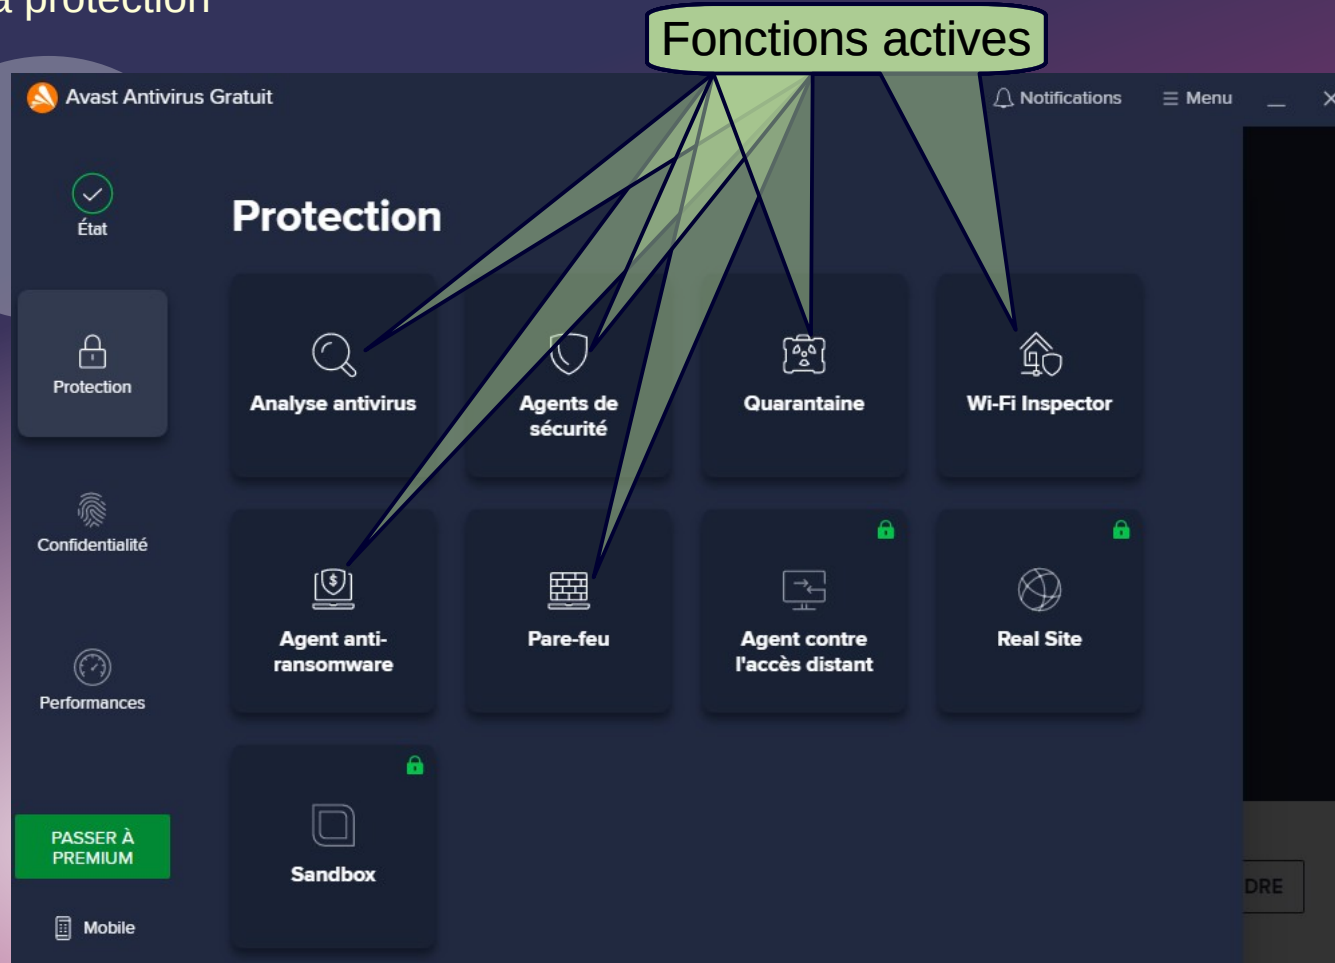 a protection
Fonctions actives
Avast Antivirus Gratuit
Notifications
Menu
État
Protection
Protection
Analyse antivirus
Agents de
sécurité
Quarantaine
Wi-Fi Inspector
Confidentialité
Agent anti-
ransomware
Pare-feu
Agent contre
l'accès distant
Real Site
Performances
Sandbox
PASSER À
PREMIUM
DRE
Mobile